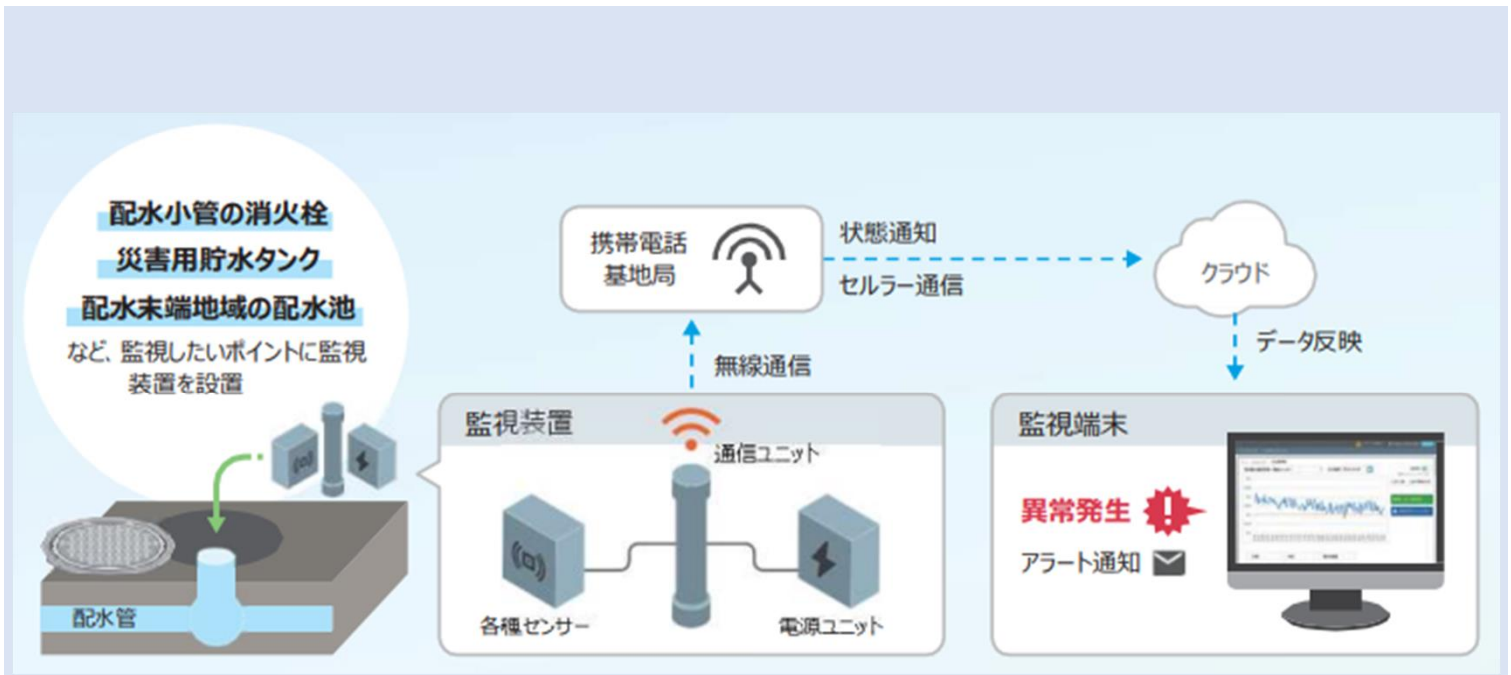 配水小管の消火栓
災害用貯水タンク
配水末端地域の配水池
など、監視したいポイントに監視
装置を設置
配水管
携帯電話
基地局
状態通知
セルラー通信
クラウド
データ反映
無線通信
監視装置
通信ユニット
各種センサー
電源ユニット
監視端末
異常発生
アラート通知